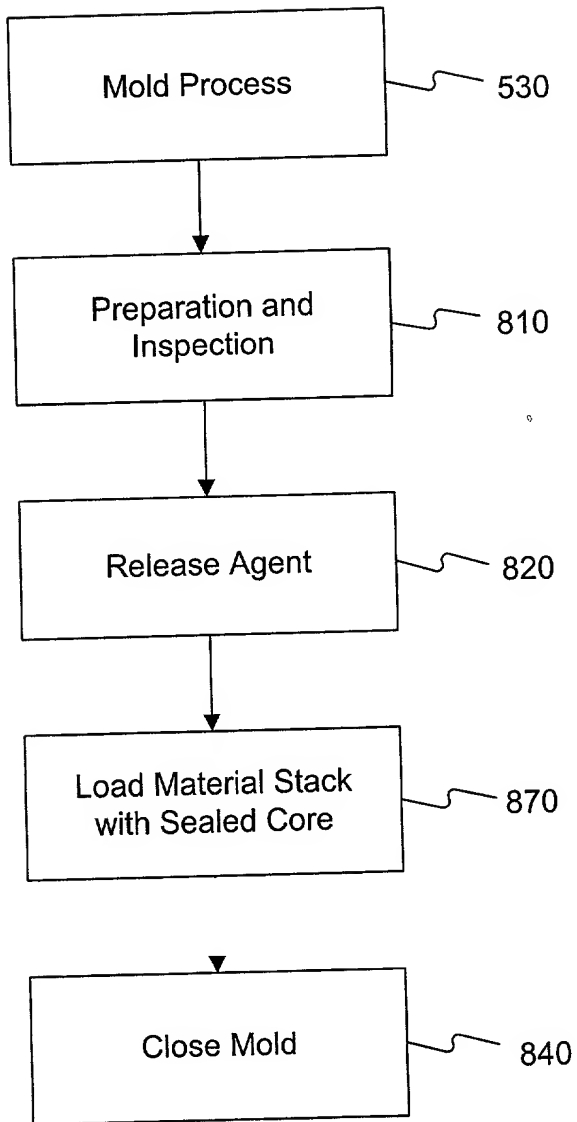 Mold Process
530
Preparation and
Inspection
810
Release Agent
820
Load Material Stack
with Sealed Core
870
Close Mold
840